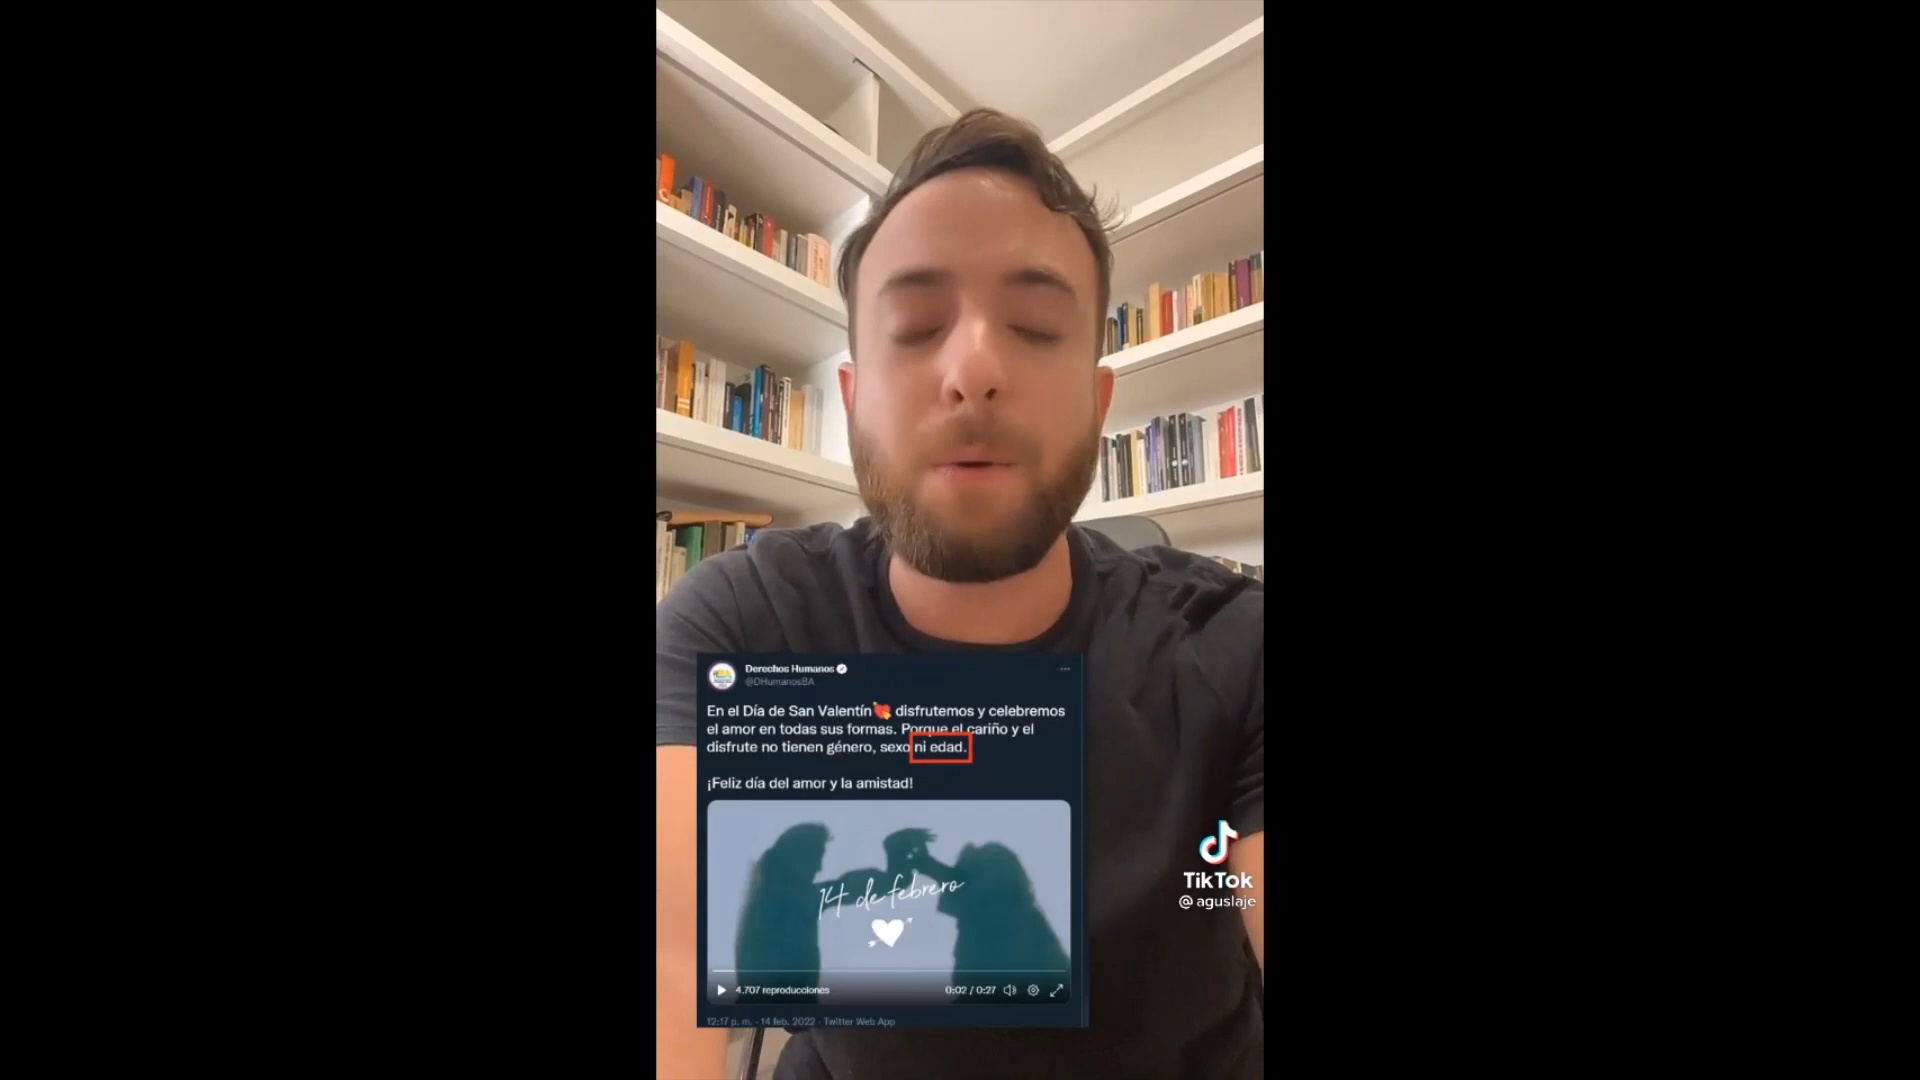 Derechos Humanos
@DHumanosBA
En el Día de San Valentín💘 disfrutemos y celebremos
el amor en todas sus formas. Porque el cariño y el
disfrute no tienen género, sexo ni edad.
¡Feliz día del amor y la amistad!
14 de febrero
4.707 reproducciones
0:02 / 0:27
12:17 p. m. · 14 feb. 2022 · Twitter Web App
TikTok
@aguslaje